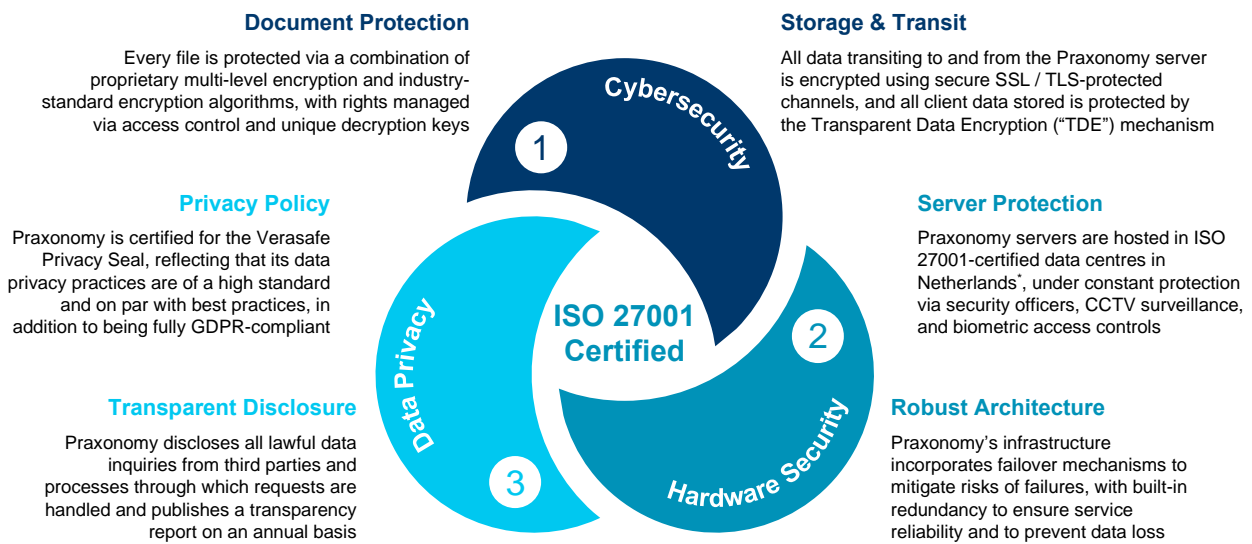 Document Protection
Every file is protected via a combination of
proprietary multi-level encryption and industry-
standard encryption algorithms, with rights managed
via access control and unique decryption keys
Storage & Transit
All data transiting to and from the Praxonomy server
is encrypted using secure SSL / TLS-protected
channels, and all client data stored is protected by
the Transparent Data Encryption (“TDE”) mechanism
Cybersecurity
1
Privacy Policy
Praxonomy is certified for the Verasafe
Privacy Seal, reflecting that its data
privacy practices are of a high standard
and on par with best practices, in
addition to being fully GDPR-compliant
Server Protection
Praxonomy servers are hosted in ISO
27001-certified data centres in
Netherlands*, under constant protection
via security officers, CCTV surveillance,
and biometric access controls
ISO 27001
Certified
2
Data Privacy
Transparent Disclosure
Praxonomy discloses all lawful data
inquiries from third parties and
processes through which requests are
handled and publishes a transparency
report on an annual basis
3
Hardware Security
Robust Architecture
Praxonomy’s infrastructure
incorporates failover mechanisms to
mitigate risks of failures, with built-in
redundancy to ensure service
reliability and to prevent data loss